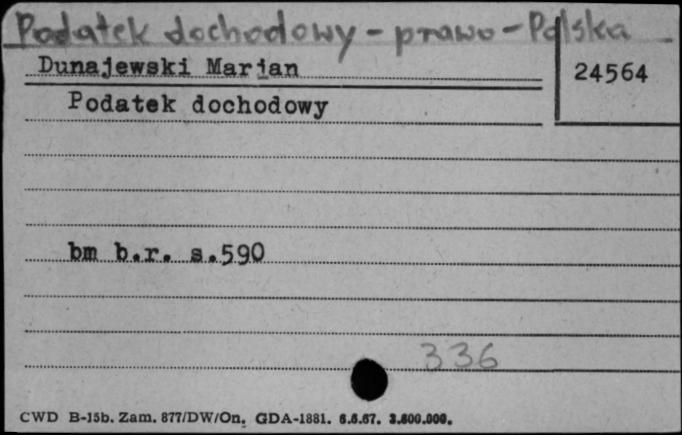 Podatek dochodowy - prawo - Polska
Dunajewski Marian
24564
Podatek dochodowy
bm b.r. s.590
336
CWD B-15b. Zam. 877/DW/On. GDA-1881. 6.6.67. 3.600.000.